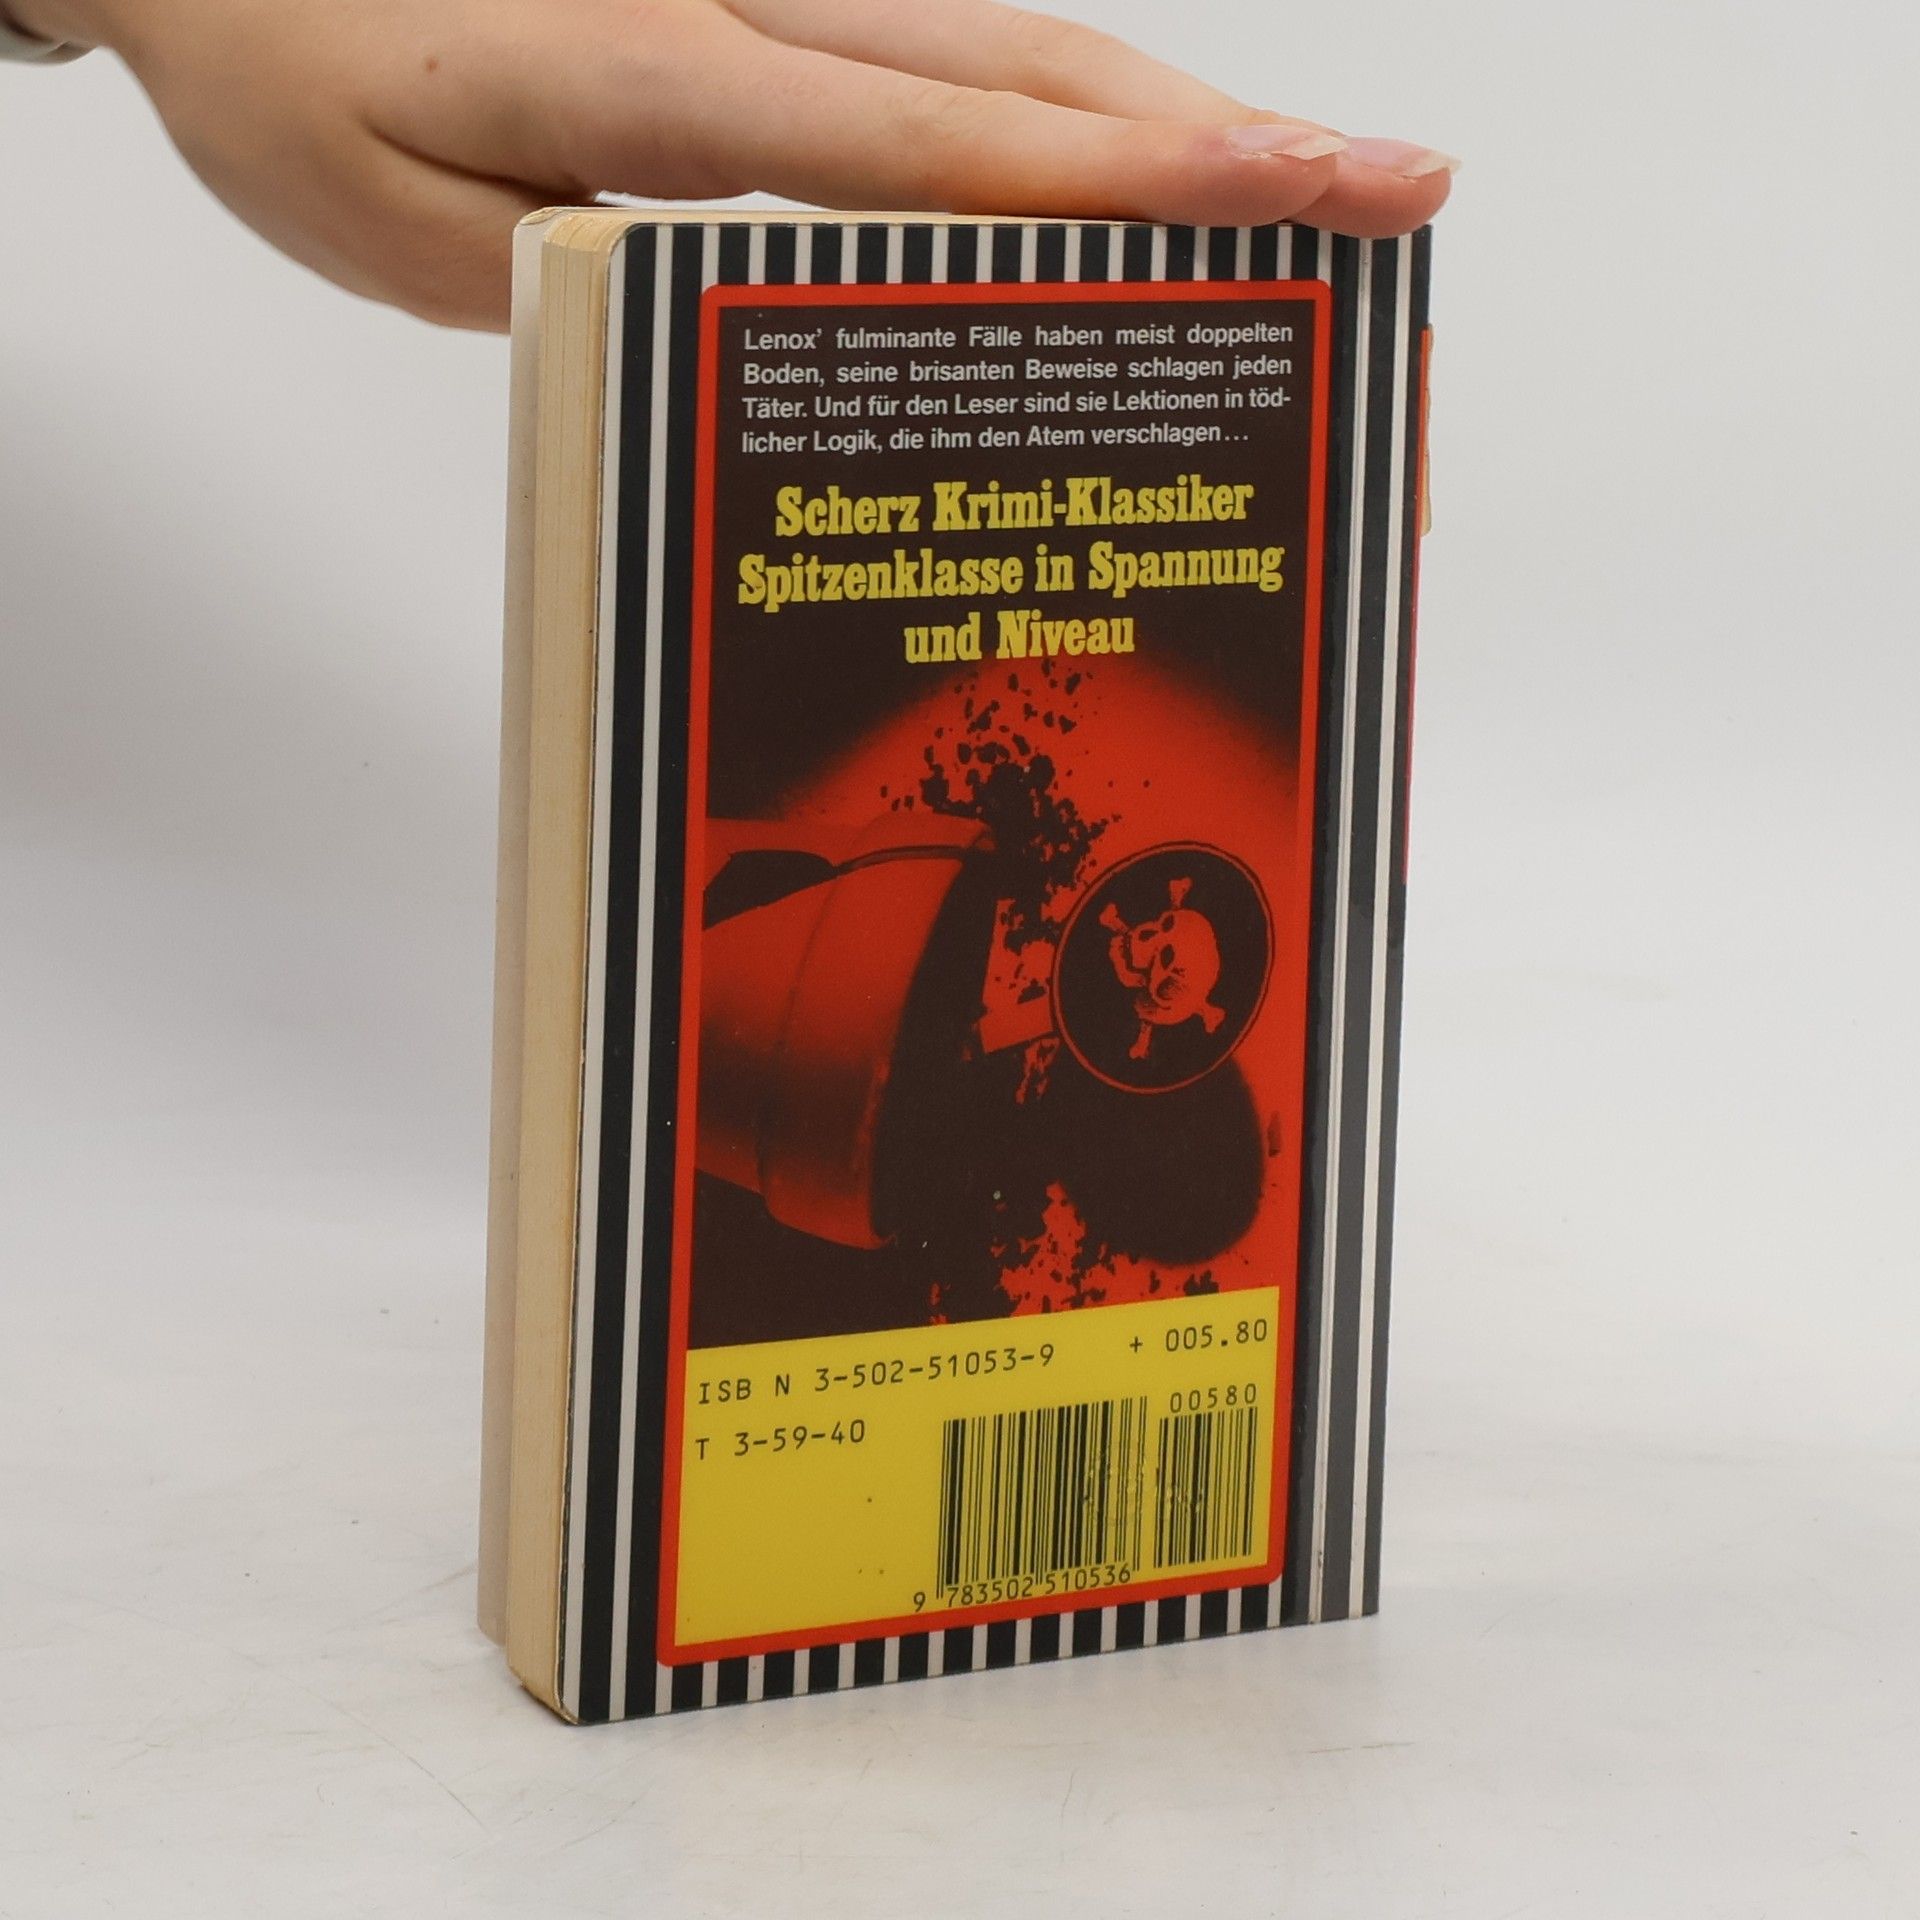 Lenox’ fulminante Fälle haben meist doppelten
Boden, seine brisanten Beweise schlagen jeden
Täter. Und für den Leser sind sie Lektionen in töd-
licher Logik, die ihm den Atem verschlagen…
Scherz Krimi-Klassiker
Spitzenklasse in Spannung
und Niveau
ISB N 3-502-51053-9 + 005.80
T 3-59-40
00580
9 783502 510536